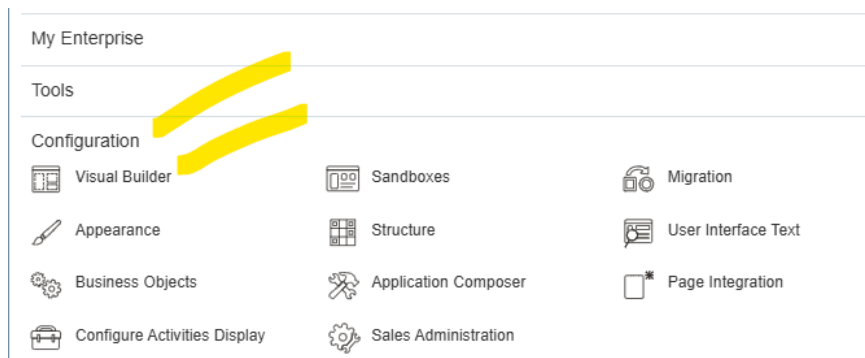 My Enterprise
Tools
Configuration
Visual Builder
Sandboxes
Migration
Appearance
Structure
User Interface Text
Business Objects
Application Composer
Page Integration
Configure Activities Display
Sales Administration